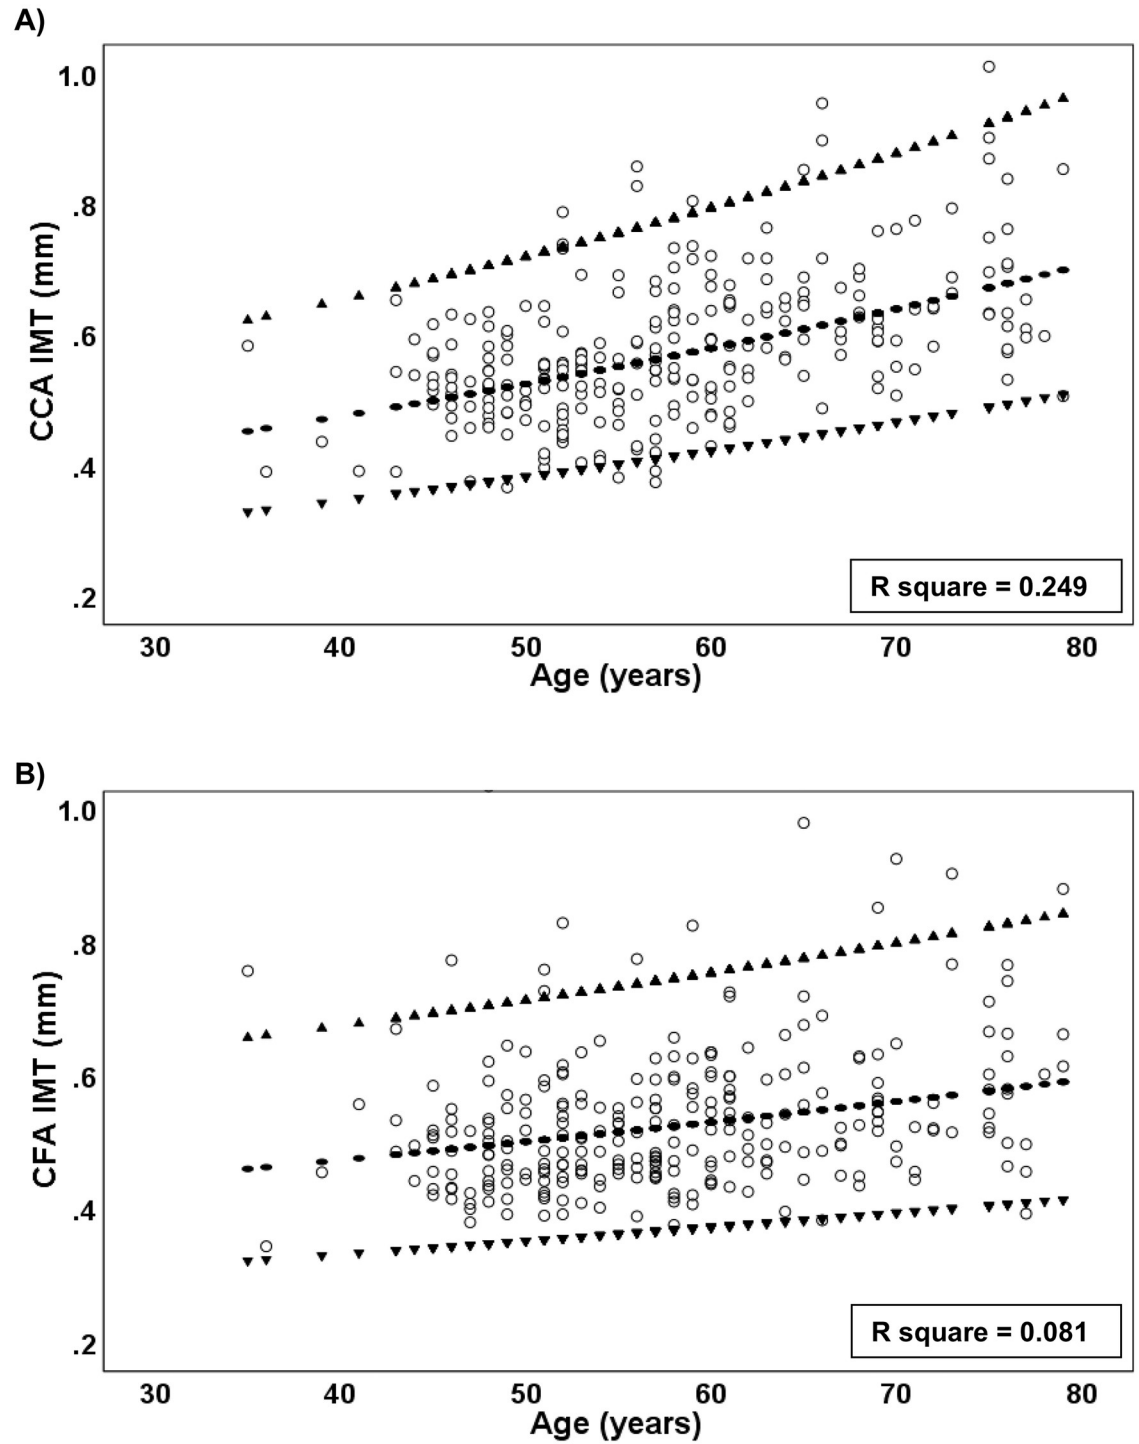 A)
1.0
.8
.6
.4
.2
CCA IMT (mm)
R square = 0.249
30 40 50 60 70 80
Age (years)
B)
1.0
.8
.6
.4
.2
CFA IMT (mm)
R square = 0.081
30 40 50 60 70 80
Age (years)